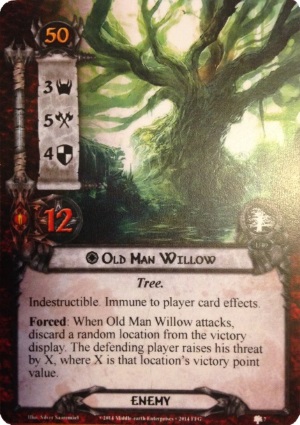 50
3
5
4
12
Old Man Willow
Tree.
Indestructible. Immune to player card effects.
Forced: When Old Man Willow attacks,
discard a random location from the victory
display. The defending player raises his threat
by X, where X is that location's victory point
value.
ENEMY
©2014 Middle-earth Enterprises • 2014 FFG